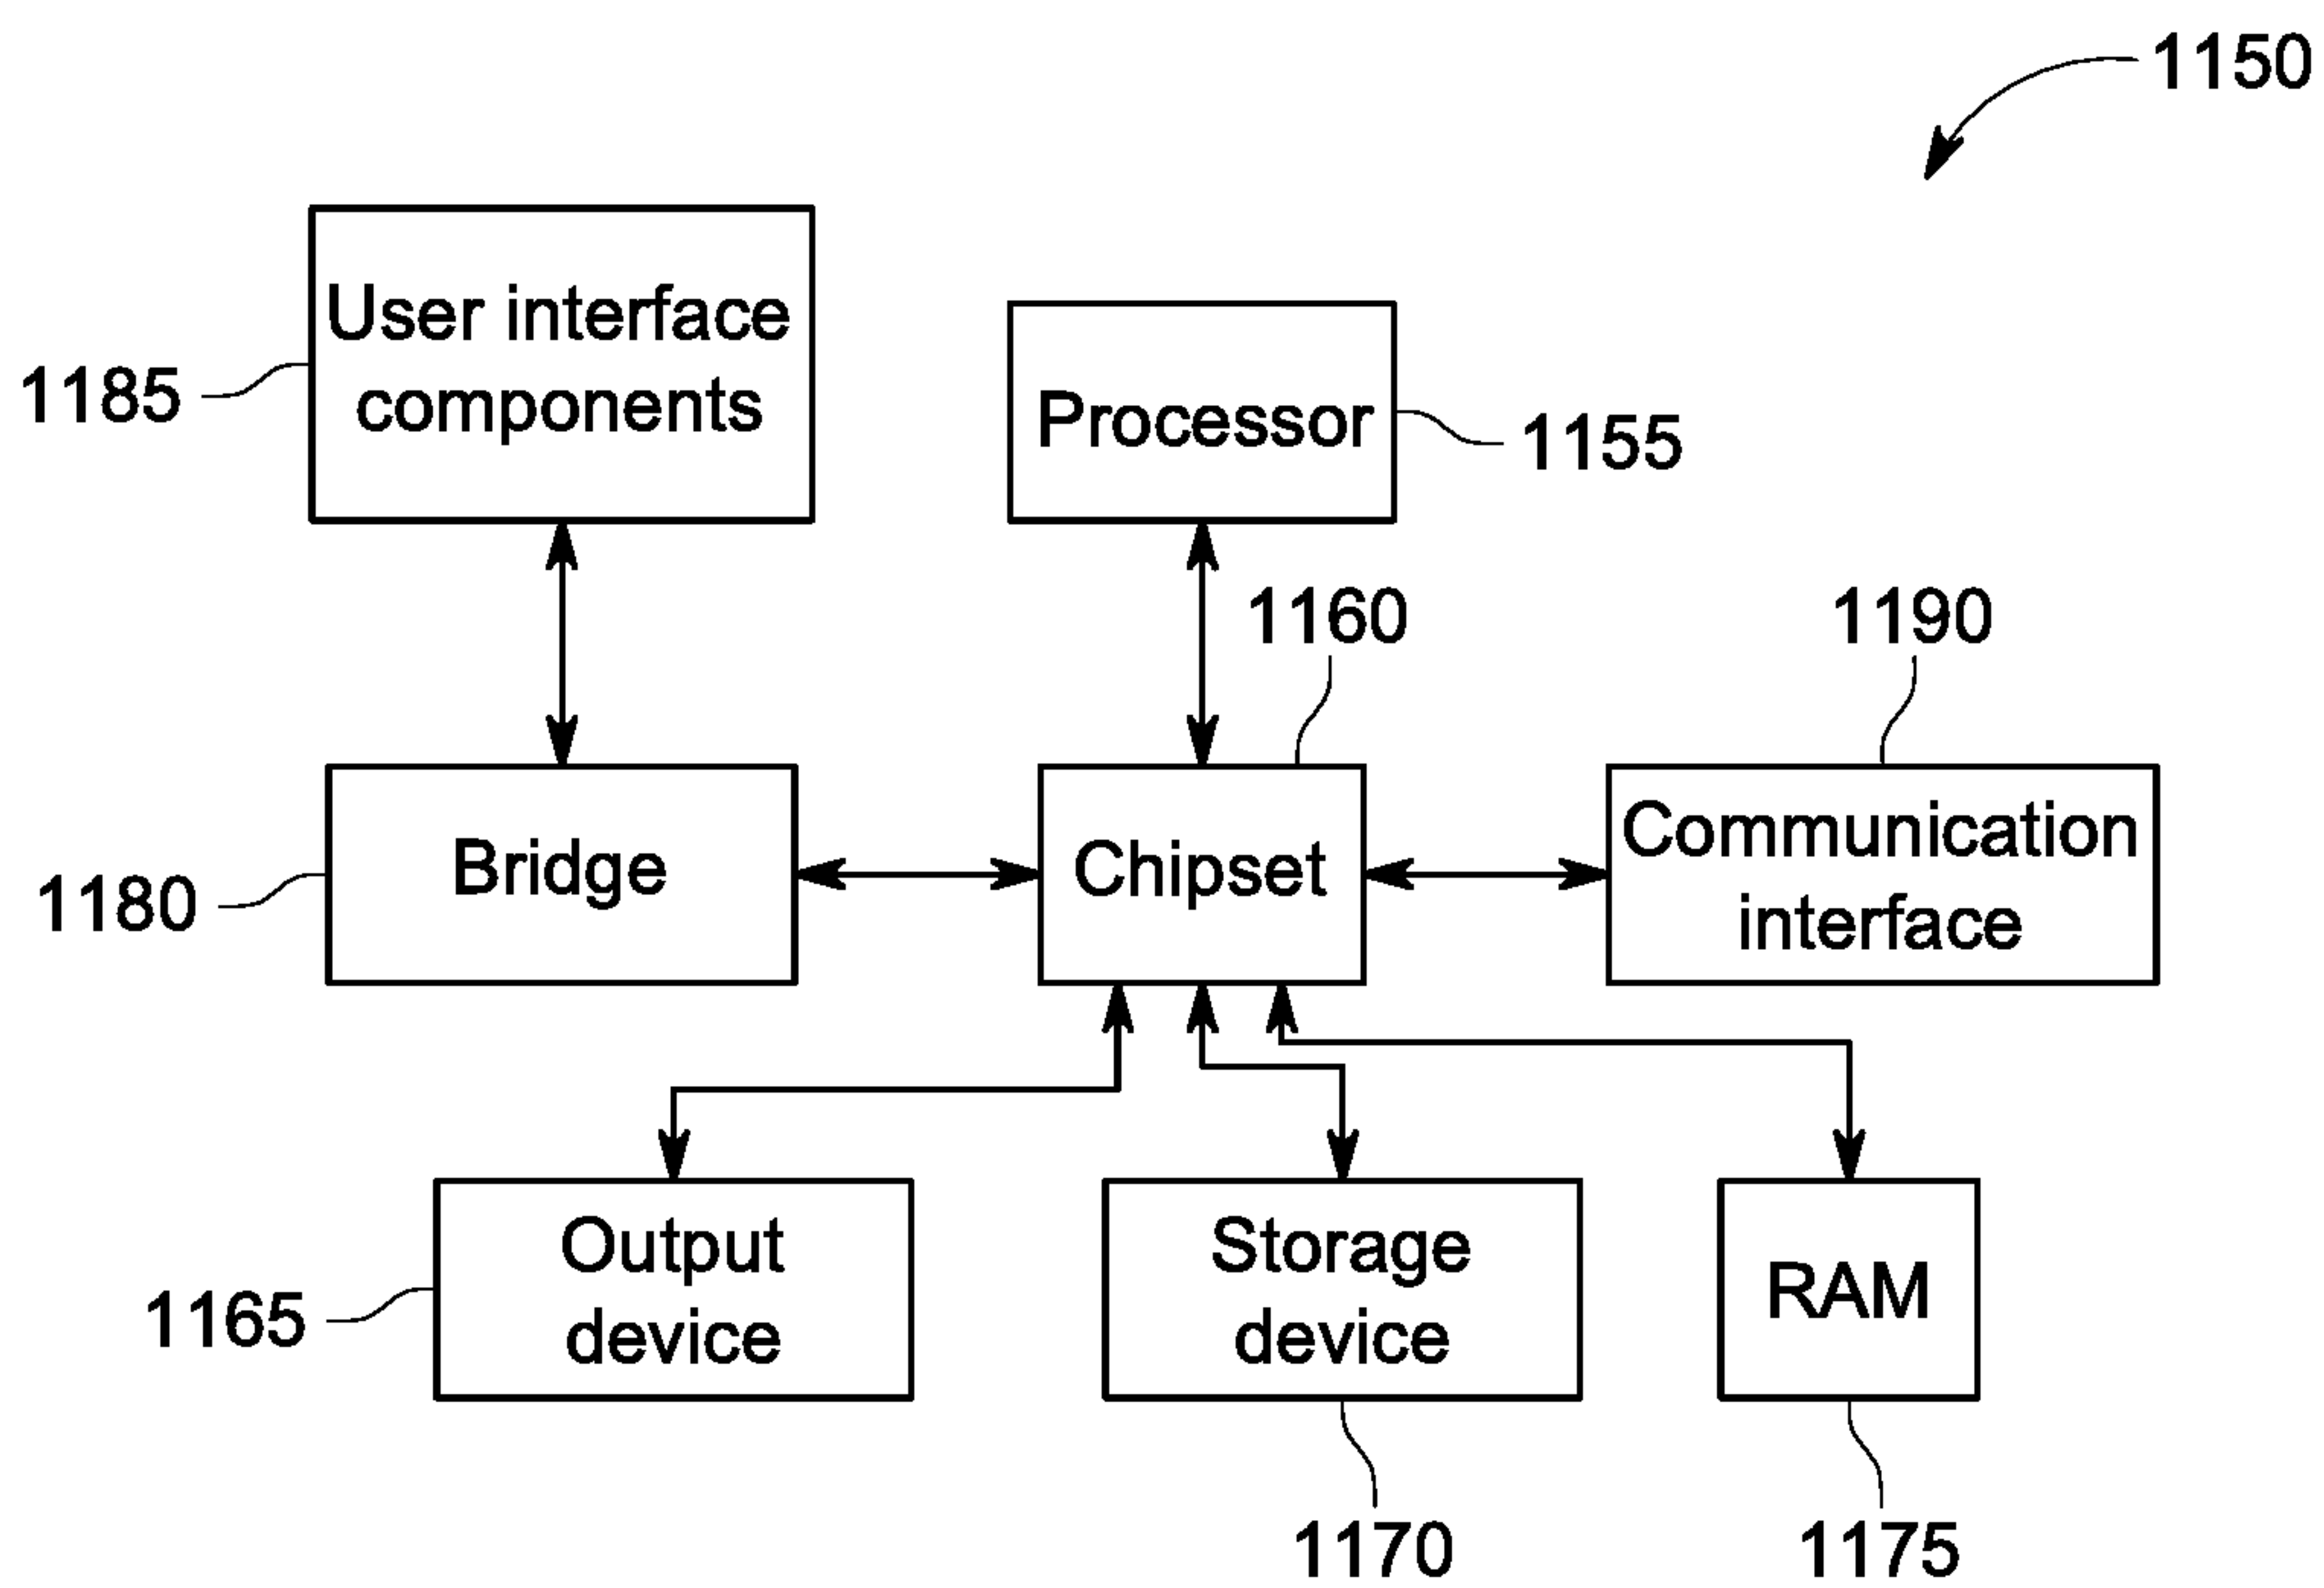 1150
User interface
components
1185
Processor
1155
1160
1190
Bridge
1180
Chipset
Communication
interface
Output
device
1165
Storage
device
RAM
1170
1175